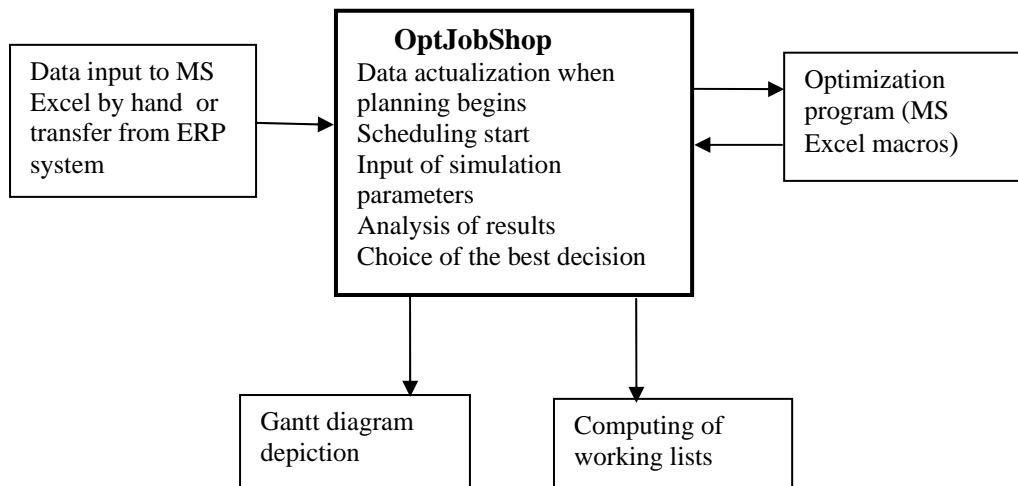 Data input to MS
Excel by hand  or
transfer from ERP
system
OptJobShop
Data actualization when
planning begins
Scheduling start
Input of simulation
parameters
Analysis of results
Choice of the best decision
Optimization
program (MS
Excel macros)
Gantt diagram
depiction
Computing of
working lists